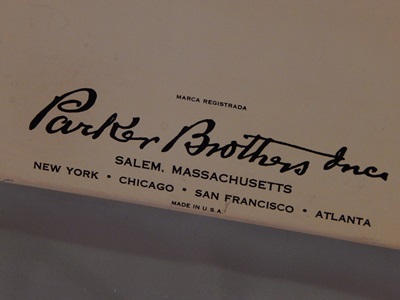 MARCA REGISTRADA
Parker Brothers Inc.
SALEM, MASSACHUSETTS
NEW YORK • CHICAGO • SAN FRANCISCO • ATLANTA
MADE IN U.S.A.